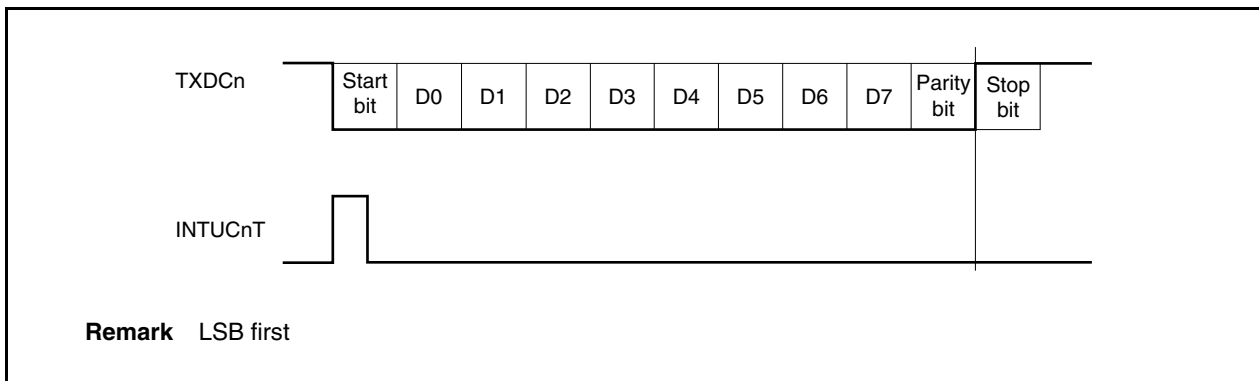 TXDCn
Start bit
D0
D1
D2
D3
D4
D5
D6
D7
Parity bit
Stop bit
INTUCnT
Remark LSB first